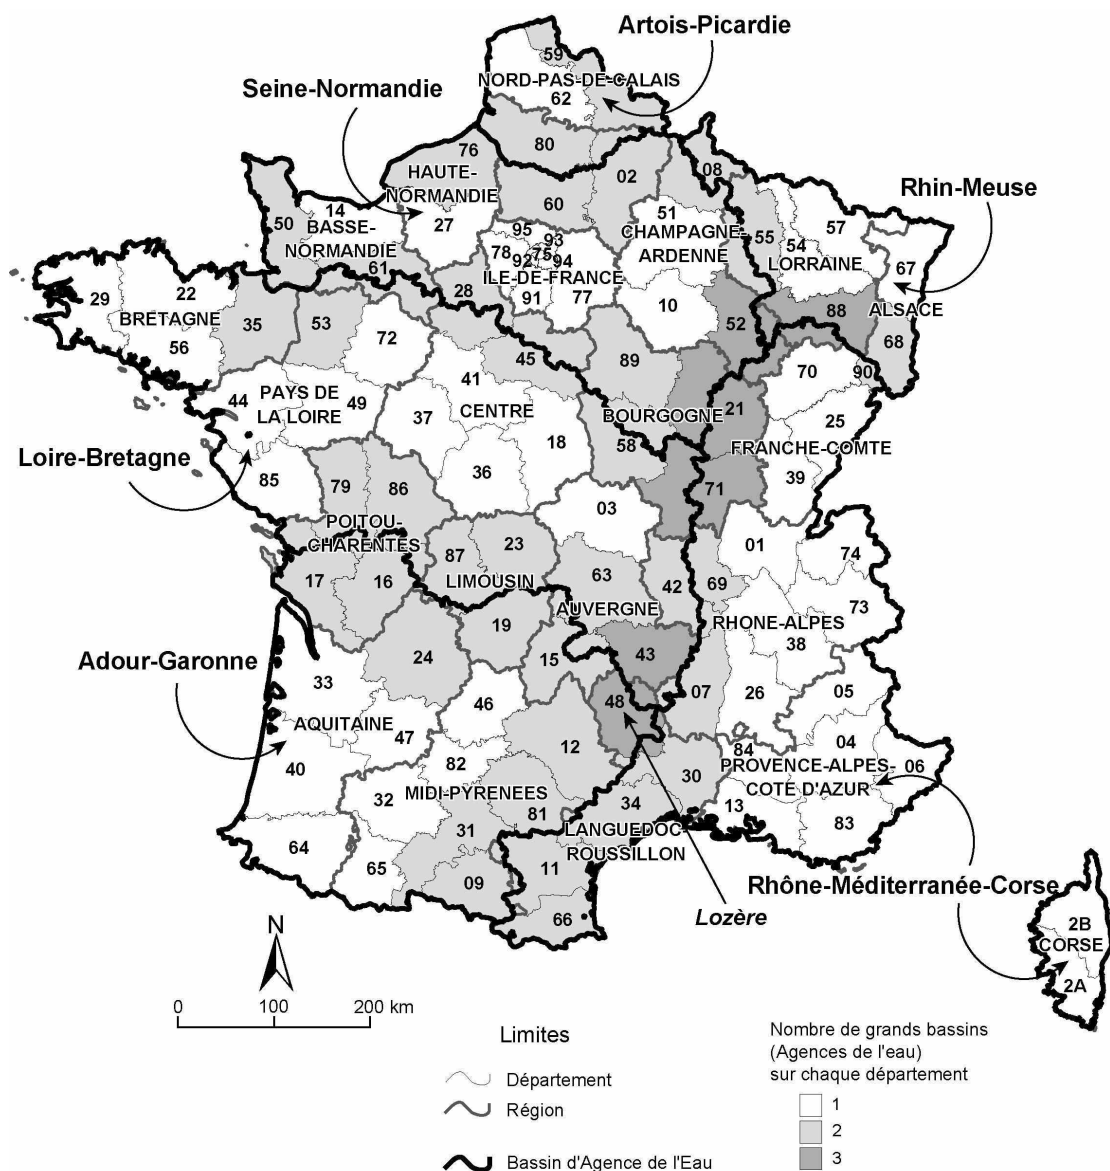 Artois-Picardie
Seine-Normandie
59
NORD-PAS-DE-CALAIS
62
80
76
HAUTE-
NORMANDIE
02
08
Rhin-Meuse
60
27
14
50
BASSE-
NORMANDIE
61
51
CHAMPAGNE-
ARDENNE
55
54
57
LORRAINE
67
95
93
78
75
92
94
ILE-DE-FRANCE
91
77
28
10
52
88
ALSACE
68
29
22
BRETAGNE
56
35
53
72
45
89
70
90
44
PAYS DE
LA LOIRE
49
41
37
CENTRE
18
36
BOURGOGNE
58
21
25
FRANCHE-COMTE
39
71
Loire-Bretagne
85
79
86
POITOU-
CHARENTES
03
01
74
87
23
LIMOUSIN
63
42
AUVERGNE
69
73
RHONE-ALPES
38
17
16
19
24
15
43
Adour-Garonne
33
AQUITAINE
46
47
48
07
26
05
40
12
82
32
MIDI-PYRENEES
81
31
30
34
84
04
06
PROVENCE-ALPES-
COTE D'AZUR
13
83
LANGUEDOC-
ROUSSILLON
64
65
09
11
66
Lozère
Rhône-Méditerranée-Corse
2B
CORSE
2A
N
0 100 200 km
Limites
Département
Région
Bassin d'Agence de l'Eau
Nombre de grands bassins
(Agences de l'eau)
sur chaque département
1
2
3